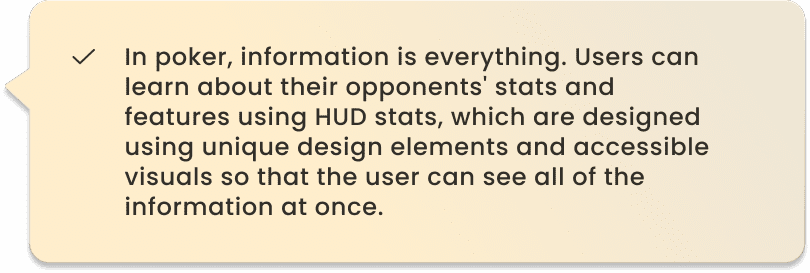 In poker, information is everything. Users can
learn about their opponents' stats and
features using HUD stats, which are designed
using unique design elements and accessible
visuals so that the user can see all of the
information at once.